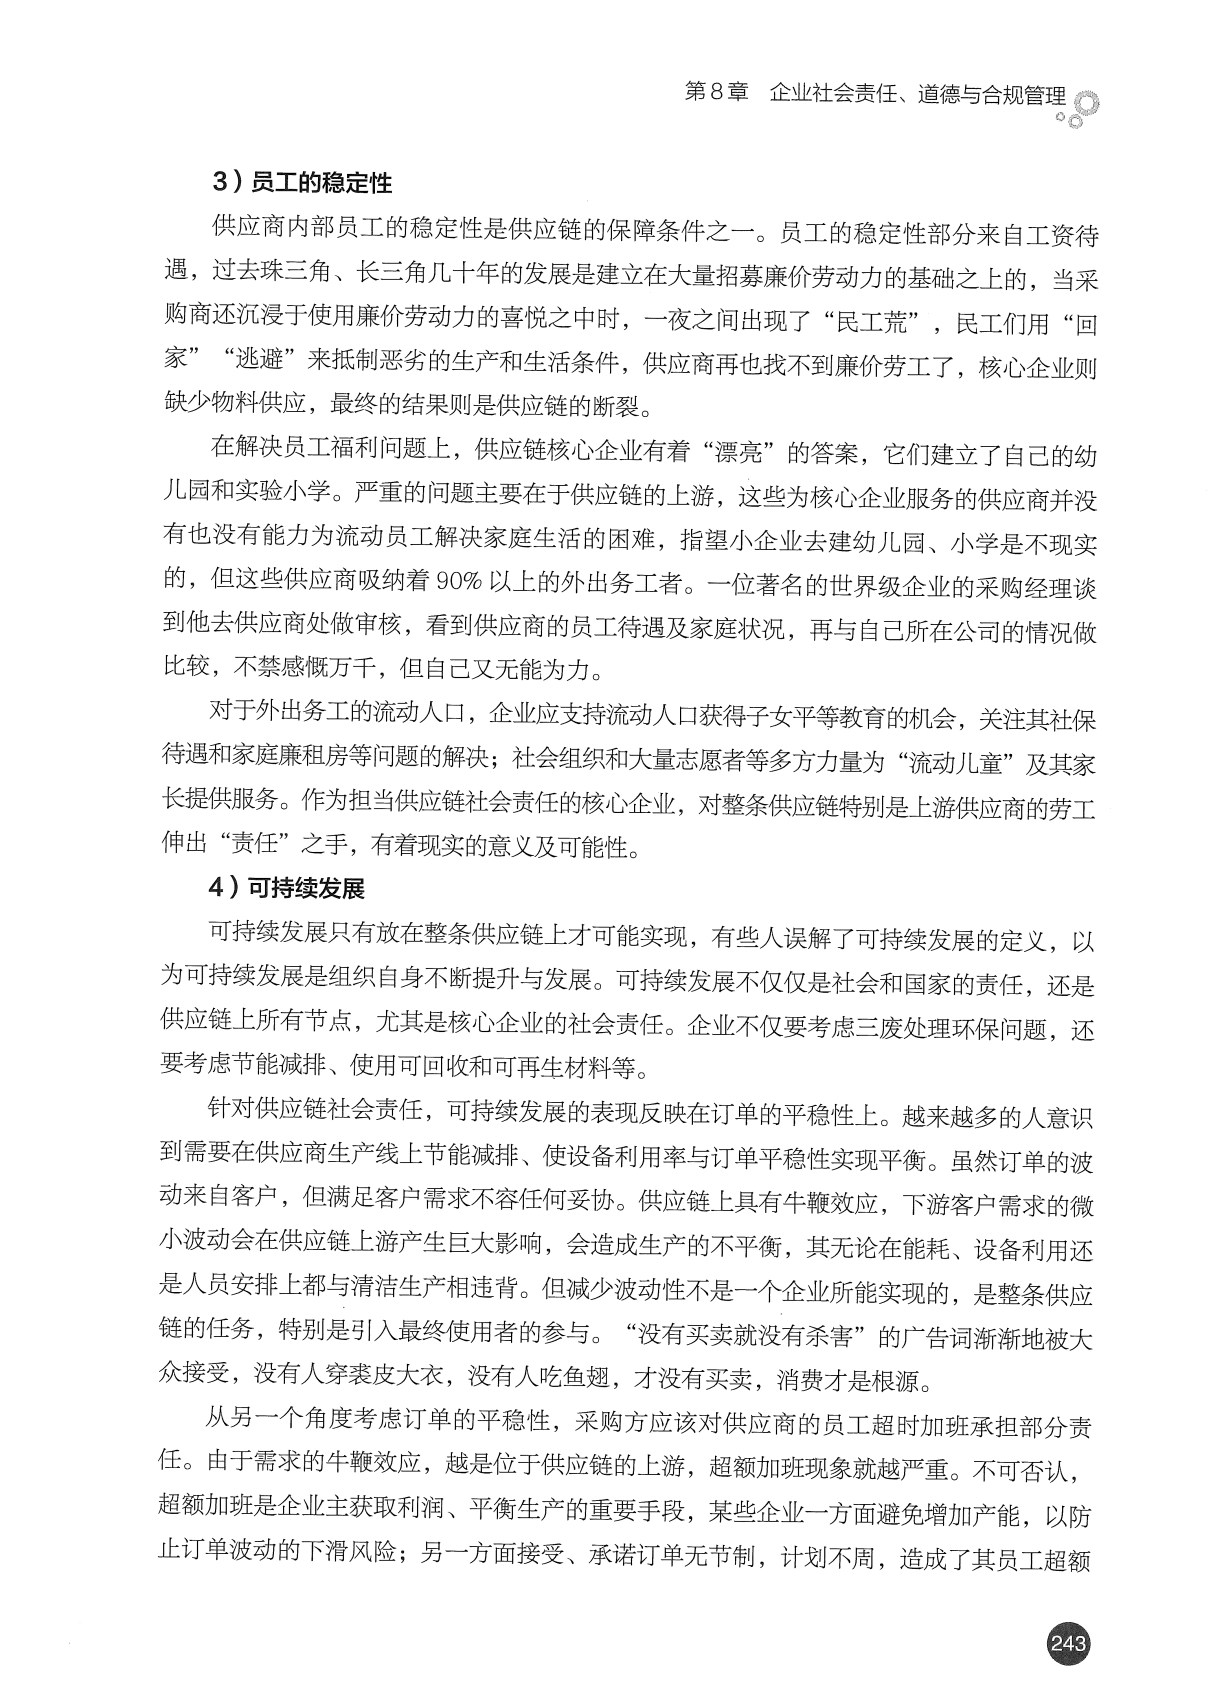 第8章　企业社会责任、道德与合规管理
3）员工的稳定性
供应商内部员工的稳定性是供应链的保障条件之一。员工的稳定性部分来自工资待
遇，过去珠三角、长三角几十年的发展是建立在大量招募廉价劳动力的基础之上的，当采
购商还沉浸于使用廉价劳动力的喜悦之中时，一夜之间出现了“民工荒”，民工们用“回
家”“逃避”来抵制恶劣的生产和生活条件，供应商再也找不到廉价劳工了，核心企业则
缺少物料供应，最终的结果则是供应链的断裂。
在解决员工福利问题上，供应链核心企业有着“漂亮”的答案，它们建立了自己的幼
儿园和实验小学。严重的问题主要在于供应链的上游，这些为核心企业服务的供应商并没
有也没有能力为流动员工解决家庭生活的困难，指望小企业去建幼儿园、小学是不现实
的，但这些供应商吸纳着90%以上的外出务工者。一位著名的世界级企业的采购经理谈
到他去供应商处做审核，看到供应商的员工待遇及家庭状况，再与自己所在公司的情况做
比较，不禁感慨万千，但自己又无能为力。
对于外出务工的流动人口，企业应支持流动人口获得子女平等教育的机会，关注其社保
待遇和家庭廉租房等问题的解决；社会组织和大量志愿者等多方力量为“流动儿童”及其家
长提供服务。作为担当供应链社会责任的核心企业，对整条供应链特别是上游供应商的劳工
伸出“责任”之手，有着现实的意义及可能性。
4）可持续发展
可持续发展只有放在整条供应链上才可能实现，有些人误解了可持续发展的定义，以
为可持续发展是组织自身不断提升与发展。可持续发展不仅仅是社会和国家的责任，还是
供应链上所有节点，尤其是核心企业的社会责任。企业不仅要考虑三废处理环保问题，还
要考虑节能减排、使用可回收和可再生材料等。
针对供应链社会责任，可持续发展的表现反映在订单的平稳性上。越来越多的人意识
到需要在供应商生产线上节能减排、使设备利用率与订单平稳性实现平衡。虽然订单的波
动来自客户，但满足客户需求不容任何妥协。供应链上具有牛鞭效应，下游客户需求的微
小波动会在供应链上游产生巨大影响，会造成生产的不平衡，其无论在能耗、设备利用还
是人员安排上都与清洁生产相违背。但减少波动性不是一个企业所能实现的，是整条供应
链的任务，特别是引入最终使用者的参与。“没有买卖就没有杀害”的广告词渐渐地被大
众接受，没有人穿裘皮大衣，没有人吃鱼翅，才没有买卖，消费才是根源。
从另一个角度考虑订单的平稳性，采购方应该对供应商的员工超时加班承担部分责
任。由于需求的牛鞭效应，越是位于供应链的上游，超额加班现象就越严重。不可否认，
超额加班是企业主获取利润、平衡生产的重要手段，某些企业一方面避免增加产能，以防
止订单波动的下滑风险；另一方面接受、承诺订单无节制，计划不周，造成了其员工超额
243